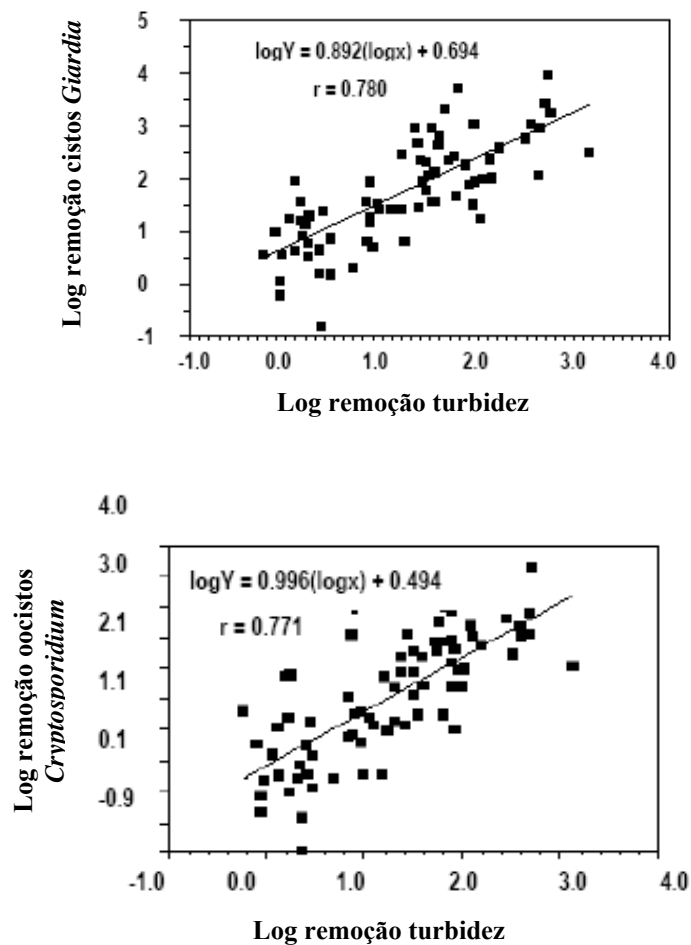 5
logY = 0.892(logx) + 0.694
4
r = 0.780
3
2
1
0
-1
Log remoção cistos Giardia
-1.0 0.0 1.0 2.0 3.0 4.0
Log remoção turbidez
4.0
3.0
logY = 0.996(logx) + 0.494
2.1
r = 0.771
1.1
0.1
-0.9
Log remoção oocistos
Cryptosporidium
-1.0 0.0 1.0 2.0 3.0 4.0
Log remoção turbidez